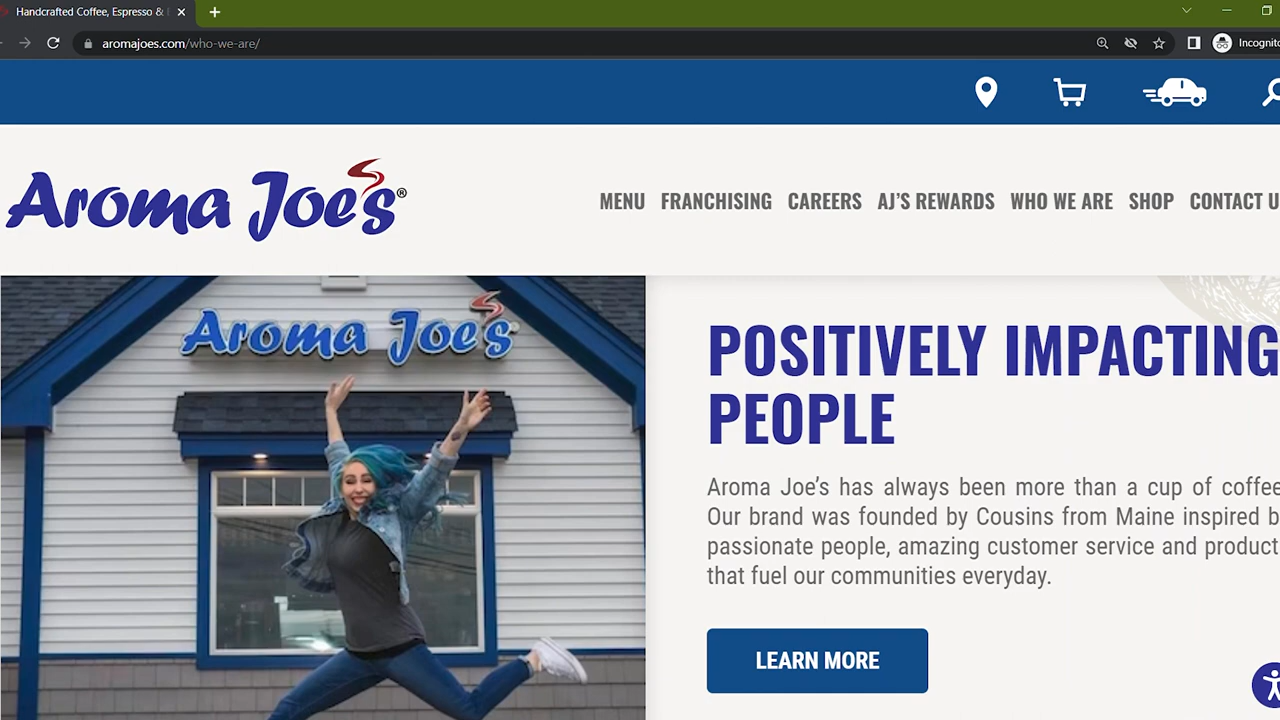 Handcrafted Coffee, Espresso &
aromajoes.com/who-we-are/
Incognito
Aroma Joe's®
MENU FRANCHISING CAREERS AJ'S REWARDS WHO WE ARE SHOP CONTACT U
Aroma Joe's
POSITIVELY IMPACTING
PEOPLE
Aroma Joe's has always been more than a cup of coffee
Our brand was founded by Cousins from Maine inspired b
passionate people, amazing customer service and product
that fuel our communities everyday.
LEARN MORE